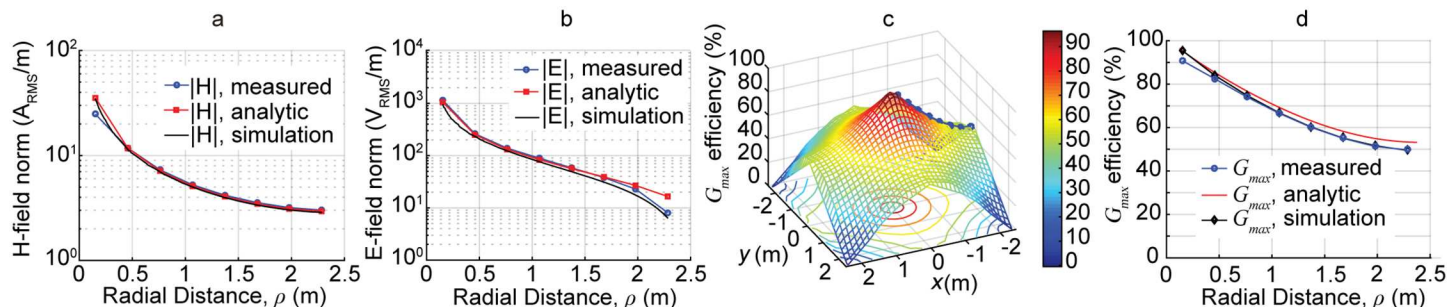 a
10²
|H|, measured
|H|, analytic
|H|, simulation
10¹
10⁰
H-field norm (A_RMS/m)
0 0.5 1 1.5 2 2.5
Radial Distance, ρ (m)
b
10⁴
|E|, measured
|E|, analytic
|E|, simulation
10³
10²
10¹
10⁰
E-field norm (V_RMS/m)
0 0.5 1 1.5 2 2.5
Radial Distance, ρ (m)
c
100
80
60
40
20
0
G_max efficiency (%)
-2
-1
0
1
2
y (m)
2 1 0 -1 -2
x(m)
90
80
70
60
50
40
30
20
10
0
d
100
80
60
40
20
0
G_max efficiency (%)
G_max, measured
G_max, analytic
G_max, simulation
0 0.5 1 1.5 2 2.5
Radial Distance, ρ (m)